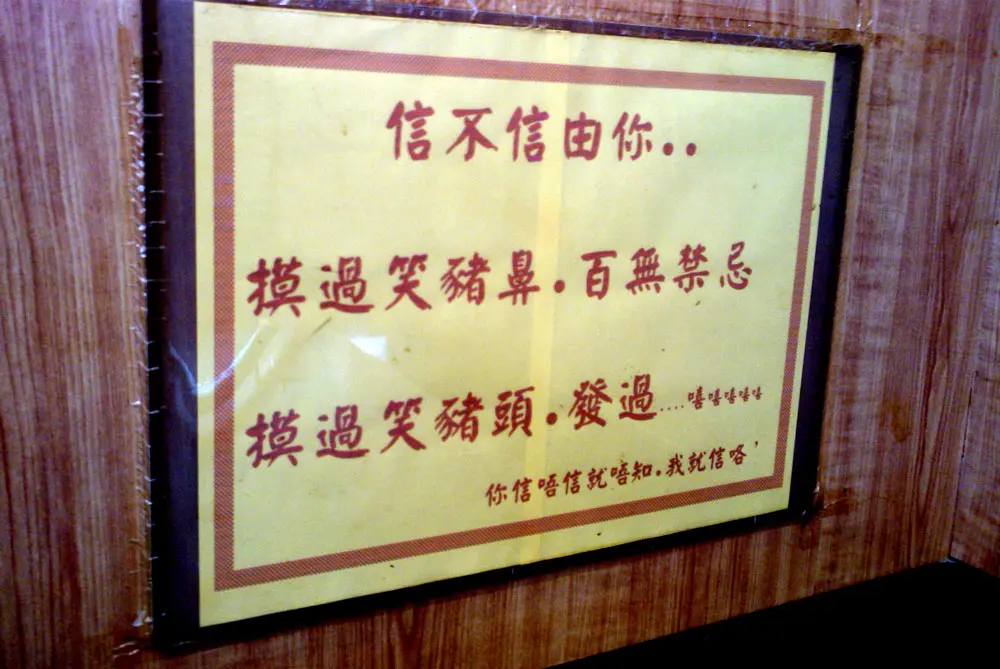 信不信由你..
摸過笑豬鼻.百無禁忌
摸過笑豬頭.發過....嘻嘻嘻嘻嘻
你信唔信就唔知.我就信咯'